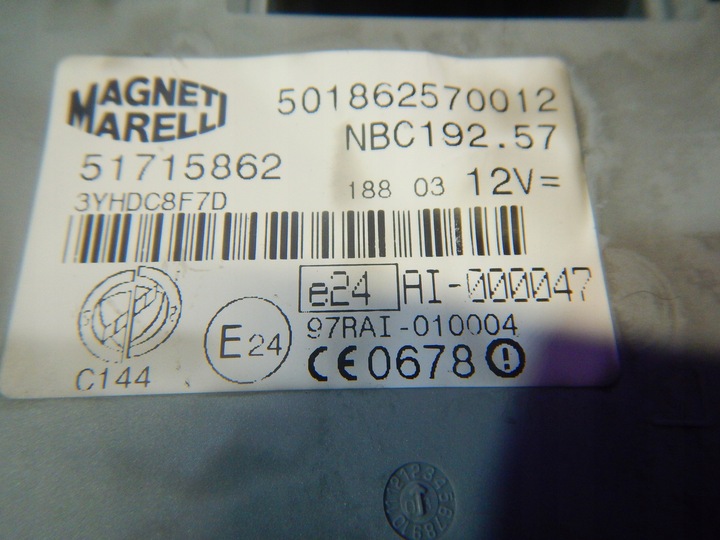 MAGNETI MARELLI
501862570012
NBC192.57
51715862
188 03 12V=
3YHDC8F7D
e24 AI-000047
97RAI-010004
E24
CE0678
C144